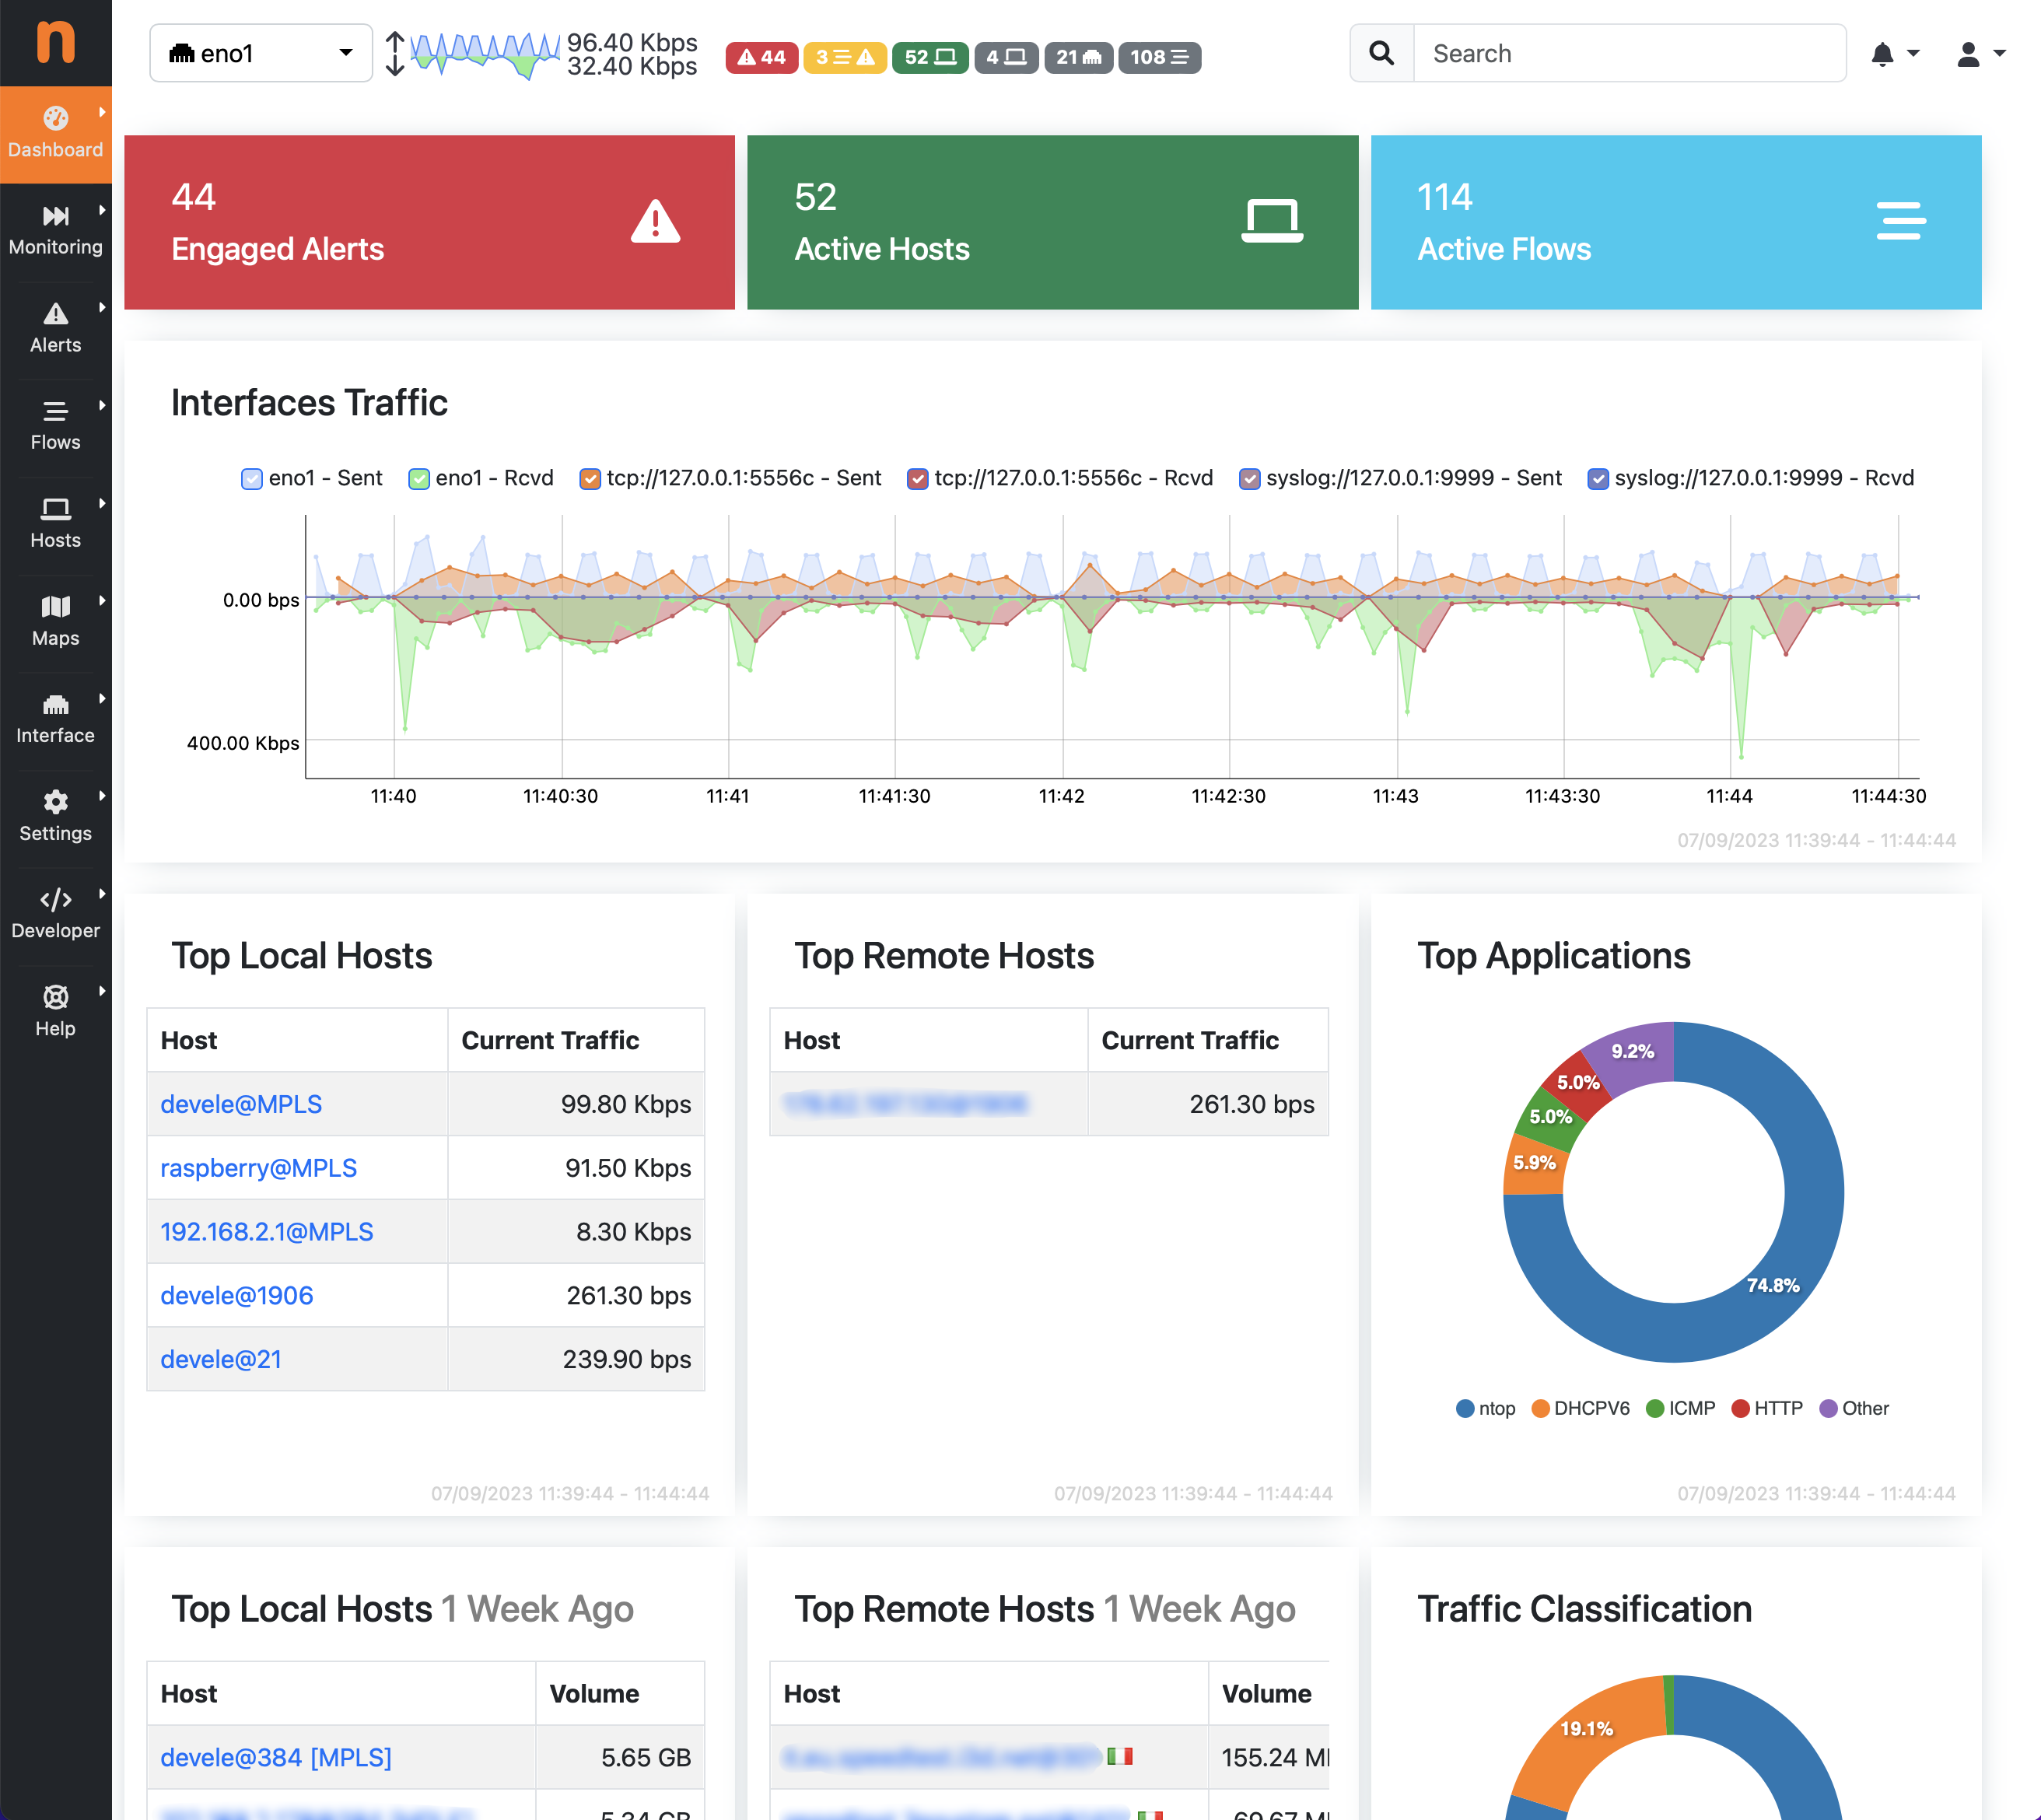 n
eno1
96.40 Kbps
32.40 Kbps
44
3
52
4
21
108
Search
Dashboard
Monitoring
Alerts
Flows
Hosts
Maps
Interface
Settings
Developer
Help
44
Engaged Alerts
52
Active Hosts
114
Active Flows
Interfaces Traffic
eno1 - Sent eno1 - Rcvd tcp://127.0.0.1:5556c - Sent tcp://127.0.0.1:5556c - Rcvd syslog://127.0.0.1:9999 - Sent syslog://127.0.0.1:9999 - Rcvd
0.00 bps
400.00 Kbps
11:40 11:40:30 11:41 11:41:30 11:42 11:42:30 11:43 11:43:30 11:44 11:44:30
07/09/2023 11:39:44 - 11:44:44
Top Local Hosts
Host Current Traffic
devele@MPLS 99.80 Kbps
raspberry@MPLS 91.50 Kbps
192.168.2.1@MPLS 8.30 Kbps
devele@1906 261.30 bps
devele@21 239.90 bps
07/09/2023 11:39:44 - 11:44:44
Top Remote Hosts
Host Current Traffic
261.30 bps
07/09/2023 11:39:44 - 11:44:44
Top Applications
9.2%
5.0%
5.0%
5.9%
74.8%
ntop DHCPV6 ICMP HTTP Other
07/09/2023 11:39:44 - 11:44:44
Top Local Hosts 1 Week Ago
Host Volume
devele@384 [MPLS] 5.65 GB
Top Remote Hosts 1 Week Ago
Host Volume
155.24
Traffic Classification
19.1%